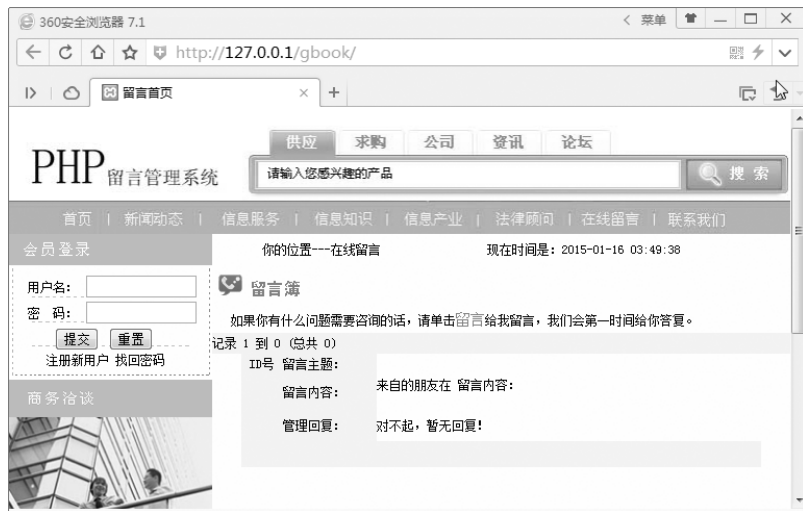 360安全浏览器 7.1
菜单
http://127.0.0.1/gbook/
留言首页
供应 求购 公司 资讯 论坛
PHP留言管理系统
请输入您感兴趣的产品
搜索
首页 | 新闻动态 | 信息服务 | 信息知识 | 信息产业 | 法律顾问 | 在线留言 | 联系我们
会员登录
你的位置---在线留言 现在时间是: 2015-01-16 03:49:38
用户名:
密 码:
提交 重置
注册新用户 找回密码
商务洽谈
留言簿
如果你有什么问题需要咨询的话，请单击留言给我留言，我们会第一时间给你答复。
记录 1 到 0 (总共 0)
ID号 留言主题:
留言内容: 来自的朋友在 留言内容:
管理回复: 对不起，暂无回复!